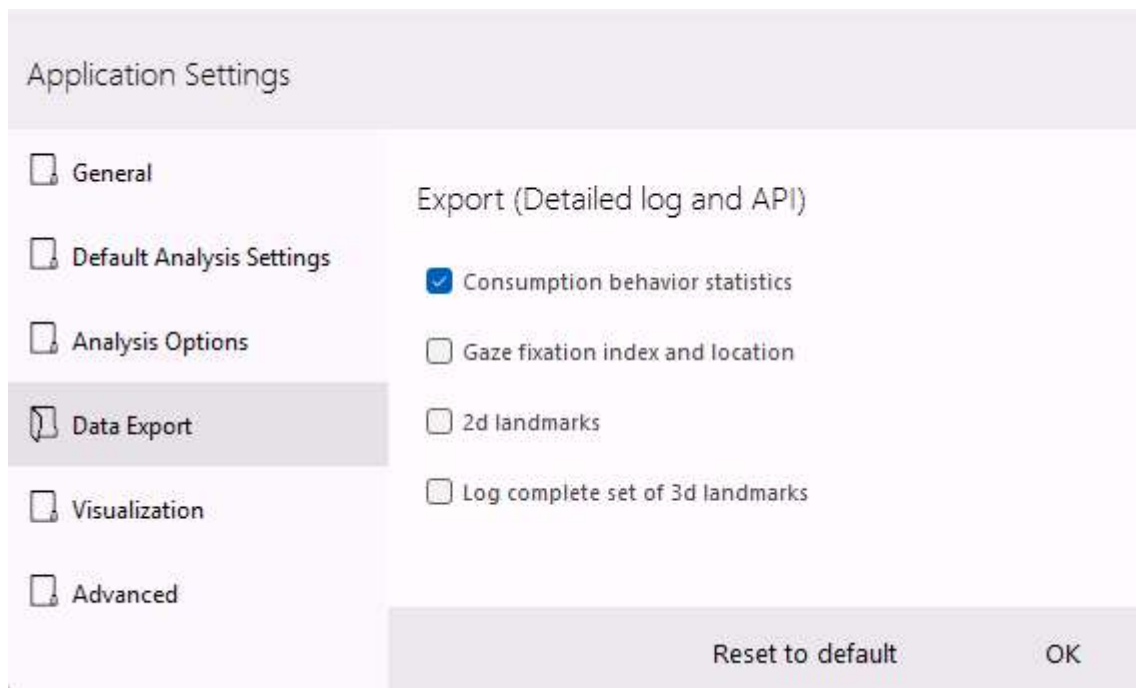 Application Settings
General
Default Analysis Settings
Analysis Options
Data Export
Visualization
Advanced
Export (Detailed log and API)
Consumption behavior statistics
Gaze fixation index and location
2d landmarks
Log complete set of 3d landmarks
Reset to default
OK